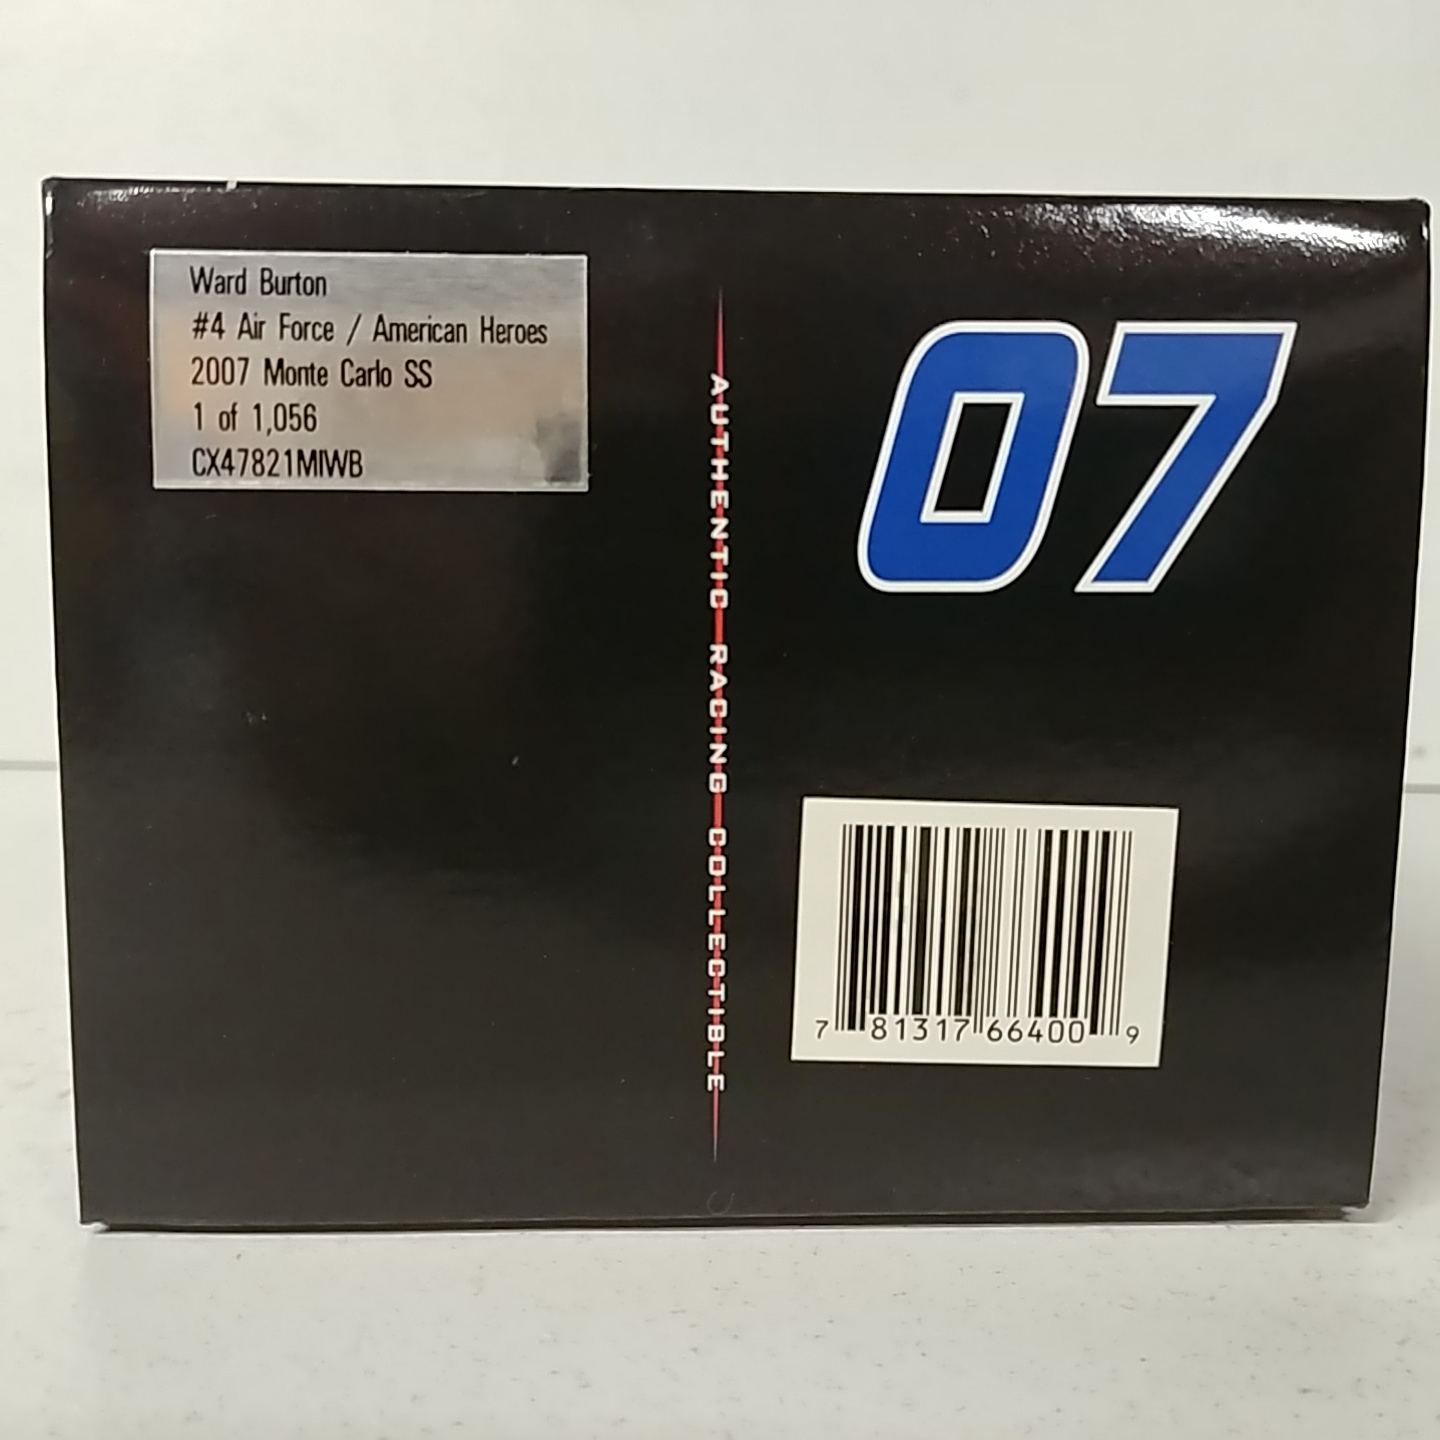 Ward Burton
#4 Air Force / American Heroes
2007 Monte Carlo SS
1 of 1,056
CX47821MIWB
AUTHENTIC RACING COLLECTIBLE
07
7 81317 66400 9